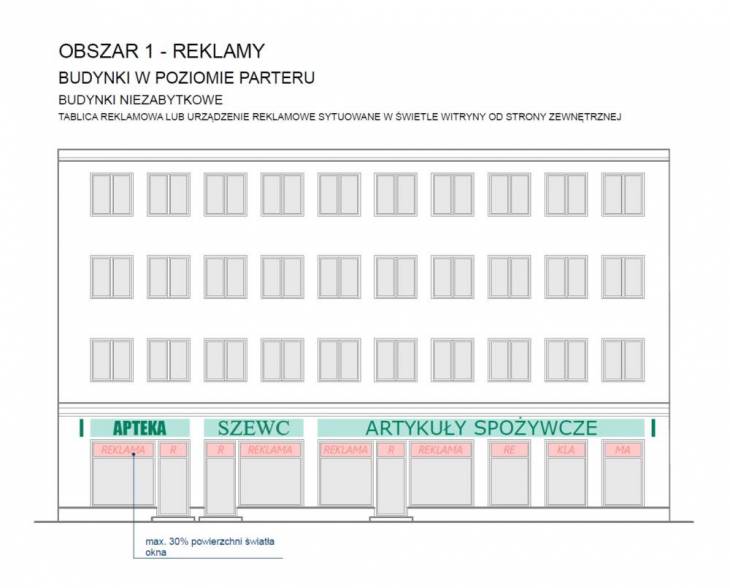 OBSZAR 1 - REKLAMY
BUDYNKI W POZIOMIE PARTERU
BUDYNKI NIEZABYTKOWE
TABLICA REKLAMOWA LUB URZĄDZENIE REKLAMOWE SYTUOWANE W ŚWIETLE WITRYNY OD STRONY ZEWNĘTRZNEJ
APTEKA SZEWC ARTYKUŁY SPOŻYWCZE
REKLAMA R R REKLAMA REKLAMA R REKLAMA RE KLA MA
max. 30% powierzchni światła
okna